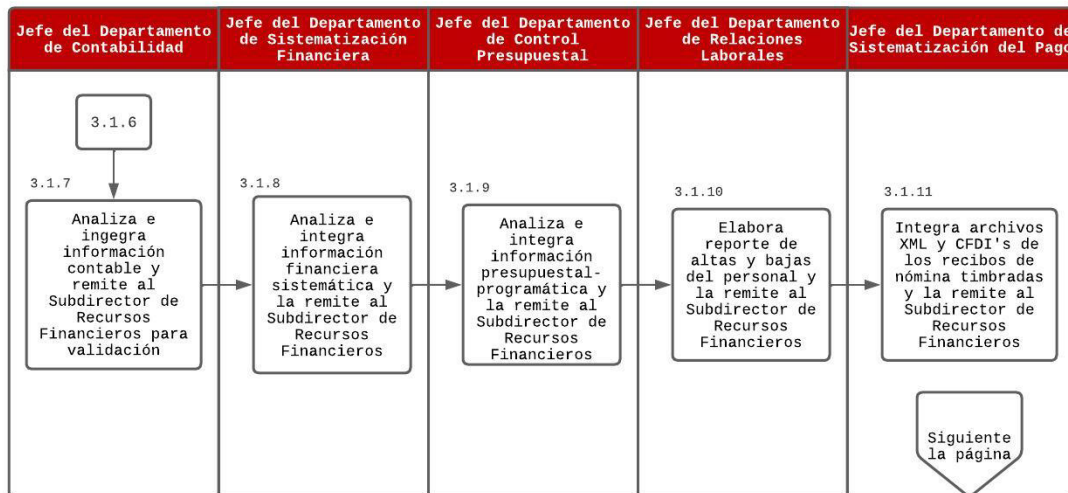 Jefe del Departamento
de Contabilidad
Jefe del Departamento
de Sistematización
Financiera
Jefe del Departamento
de Control
Presupuestal
Jefe del Departamento
de Relaciones
Laborales
Jefe del Departamento de
Sistematización del Pago
3.1.6
3.1.7
Analiza e
ingegra
información
contable y
remite al
Subdirector de
Recursos
Financieros para
validación
3.1.8
Analiza e
integra
información
financiera
sistemática y
la remite al
Subdirector de
Recursos
Financieros
3.1.9
Analiza e
integra
información
presupuestal-
programática y
la remite al
Subdirector de
Recursos
Financieros
3.1.10
Elabora
reporte de
altas y bajas
del personal y
la remite al
Subdirector de
Recursos
Financieros
3.1.11
Integra archivos
XML y CFDI's de
los recibos de
nómina timbradas
y la remite al
Subdirector de
Recursos
Financieros
Siguiente
la página